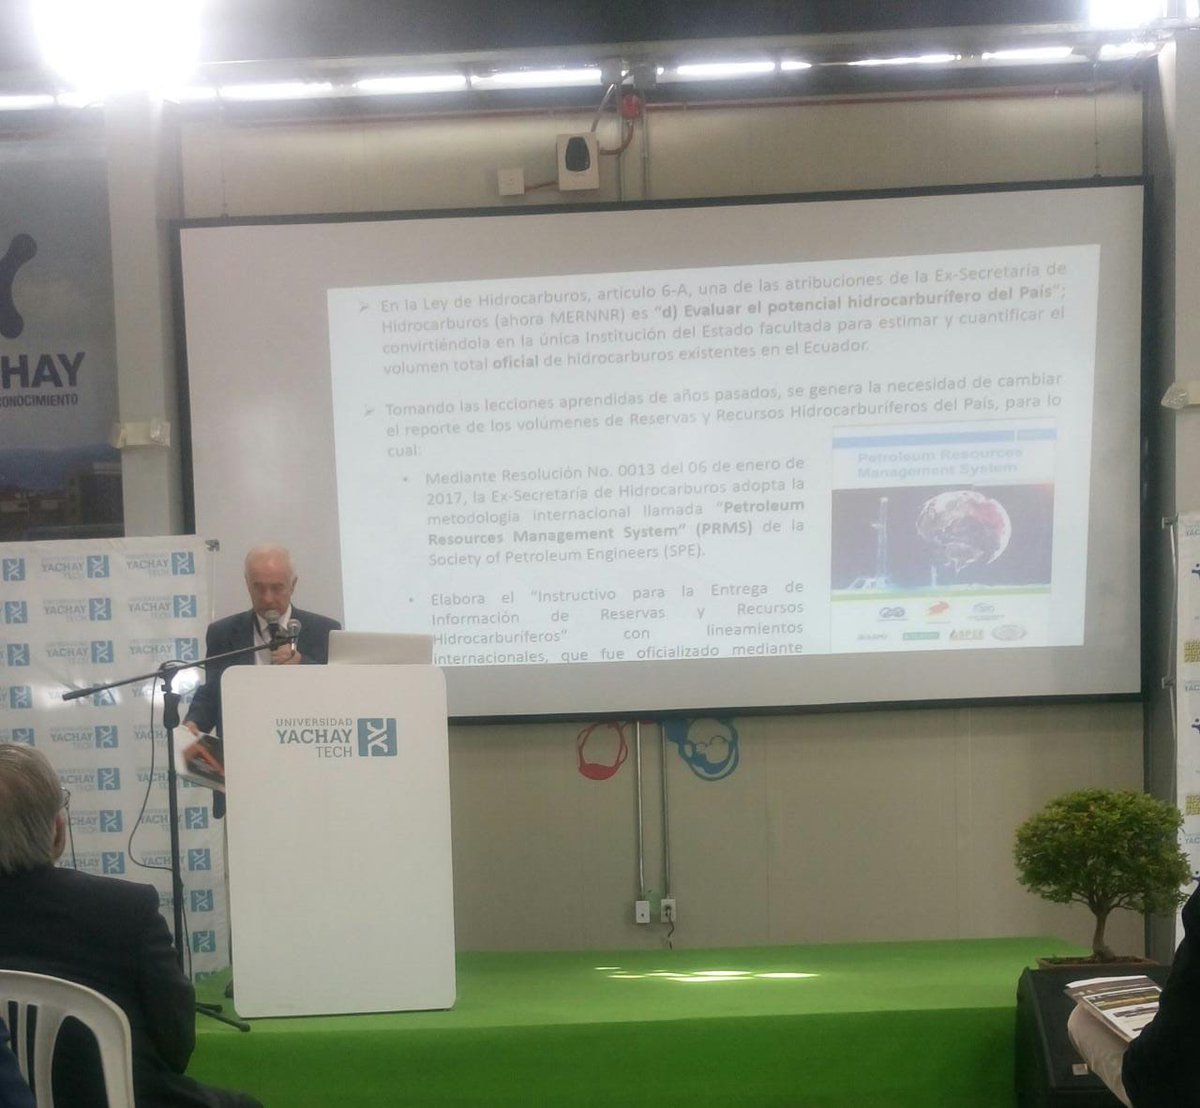 ➢ En la Ley de Hidrocarburos, artículo 6-A, una de las atribuciones de la Ex-Secretaría de
Hidrocarburos (ahora MERNNR) es "d) Evaluar el potencial hidrocarburífero del País";
convirtiéndola en la única Institución del Estado facultada para estimar y cuantificar el
volumen total oficial de hidrocarburos existentes en el Ecuador.
➢ Tomando las lecciones aprendidas de años pasados, se genera la necesidad de cambiar
el reporte de los volúmenes de Reservas y Recursos Hidrocarburíferos del País, para lo
cual:
• Mediante Resolución No. 0013 del 06 de enero de
2017, la Ex-Secretaría de Hidrocarburos adopta la
metodología internacional llamada "Petroleum
Resources Management System" (PRMS) de la
Society of Petroleum Engineers (SPE).
• Elabora el "Instructivo para la Entrega de
Información de Reservas y Recursos
Hidrocarburíferos" con lineamientos
internacionales, que fue oficializado mediante
Petroleum Resources
Management System
SPEE
HAY
CONOCIMIENTO
UNIVERSIDAD
YACHAY
TECH
UNIVERSIDAD
YACHAY
TECH